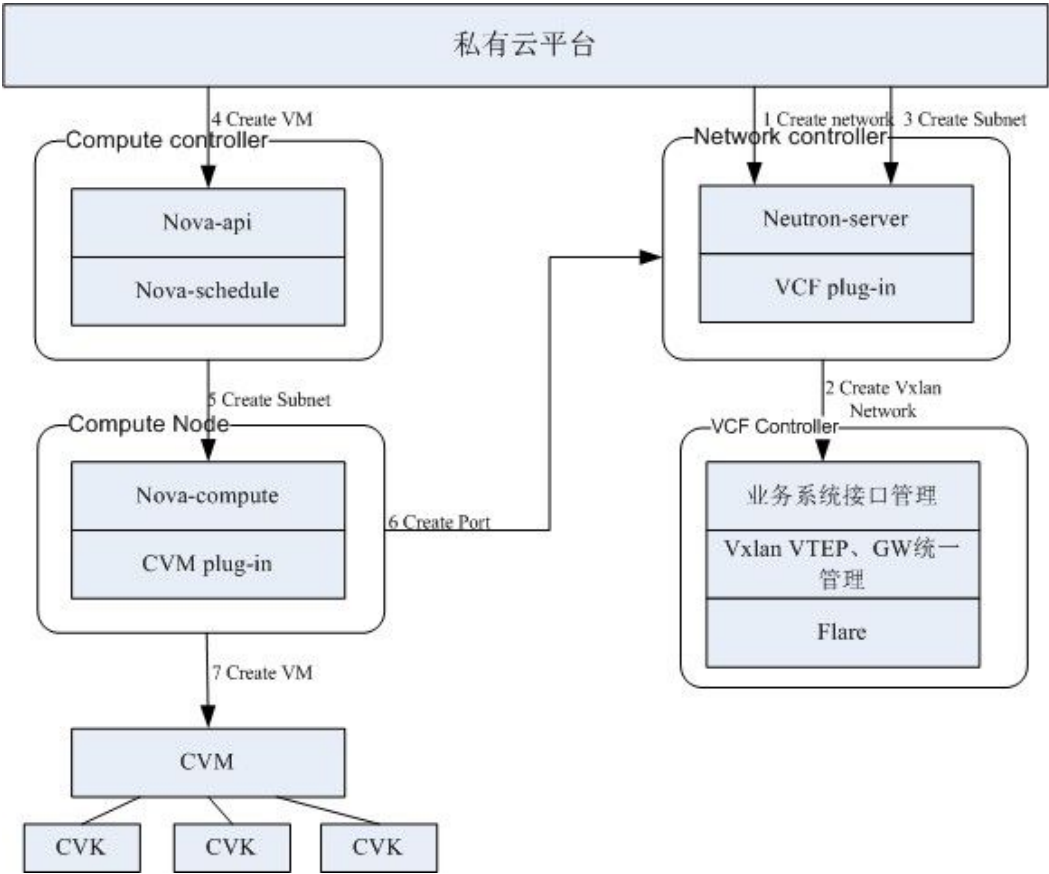 私有云平台
4 Create VM
1 Create network
3 Create Subnet
Compute controller
Network controller
Nova-api
Nova-schedule
Neutron-server
VCF plug-in
5 Create Subnet
2 Create Vxlan
Network
Compute Node
VCF Controller
Nova-compute
CVM plug-in
6 Create Port
业务系统接口管理
Vxlan VTEP、GW统一
管理
Flare
7 Create VM
CVM
CVK
CVK
CVK